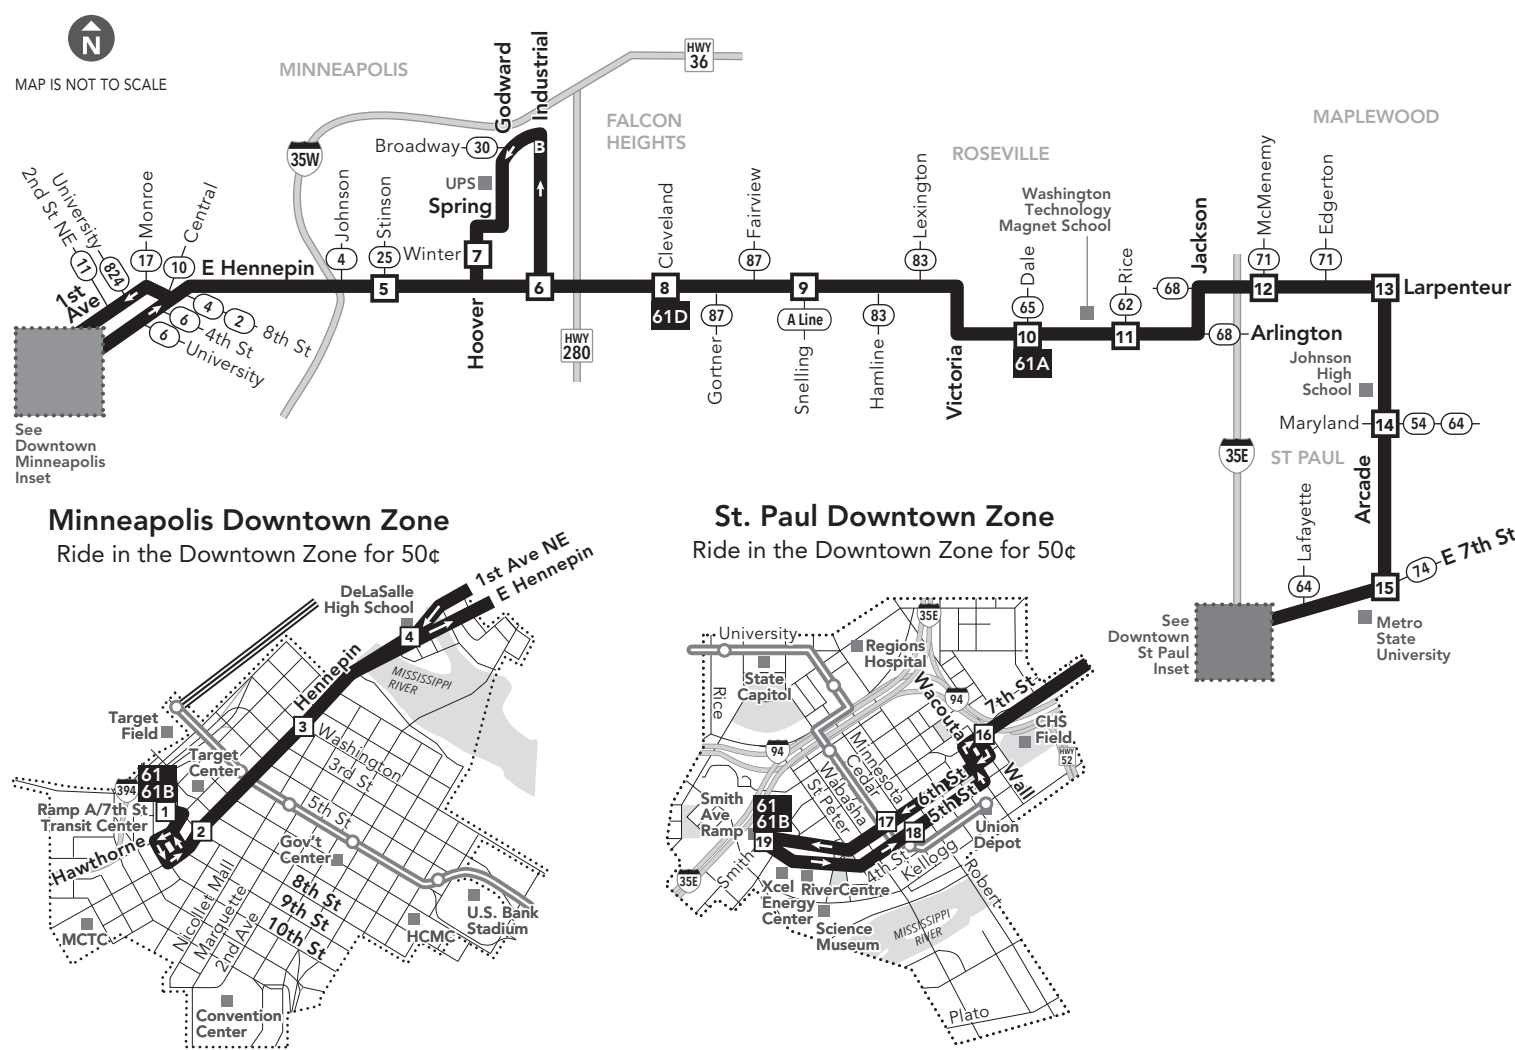 N
MAP IS NOT TO SCALE
MINNEAPOLIS
HWY
36
Godward
Industrial
FALCON
HEIGHTS
MAPLEWOOD
ROSEVILLE
35W
Broadway
30
B
UPS
Spring
Winter
7
2nd St NE
11
University
824
Monroe
17
Central
10
1st
Ave
E Hennepin
Johnson
4
Stinson
25
5
6
Hoover
HWY
280
4
2
8th St
6
4th St
6
University
Cleveland
8
61D
87
Gortner
Fairview
87
9
A Line
Snelling
83
Hamline
Lexington
83
Victoria
Dale
65
10
61A
Washington
Technology
Magnet School
Rice
62
11
Jackson
68
68
Arlington
McMenemy
71
12
Edgerton
71
13
Larpenteur
Johnson
High
School
Maryland
14
54
64
35E
ST PAUL
Arcade
Lafayette
64
15
74
E 7th St
Metro
State
University
See
Downtown
St Paul
Inset
See
Downtown
Minneapolis
Inset
Minneapolis Downtown Zone
Ride in the Downtown Zone for 50¢
1st Ave NE
E Hennepin
DeLaSalle
High School
4
MISSISSIPPI
RIVER
Hennepin
3
Target
Field
Target
Center
Washington
3rd St
5th St
394
61
61B
Ramp A/7th St
Transit Center
1
2
Hawthorne
Gov't
Center
8th St
9th St
10th St
Nicollet Mall
Marquette
2nd Ave
MCTC
HCMC
U.S. Bank
Stadium
Convention
Center
St. Paul Downtown Zone
Ride in the Downtown Zone for 50¢
University
35E
Regions
Hospital
State
Capitol
Rice
Wacouta
94
7th St
16
CHS
Field
HWY
52
94
Minnesota
Cedar
Wabasha
St Peter
6th St
5th St
Wall
Smith
Ave
Ramp
61
61B
19
17
18
Union
Depot
4th St
Kellogg
Robert
35E
Smith
Xcel
Energy
Center
RiverCentre
Science
Museum
MISSISSIPPI
RIVER
Plato